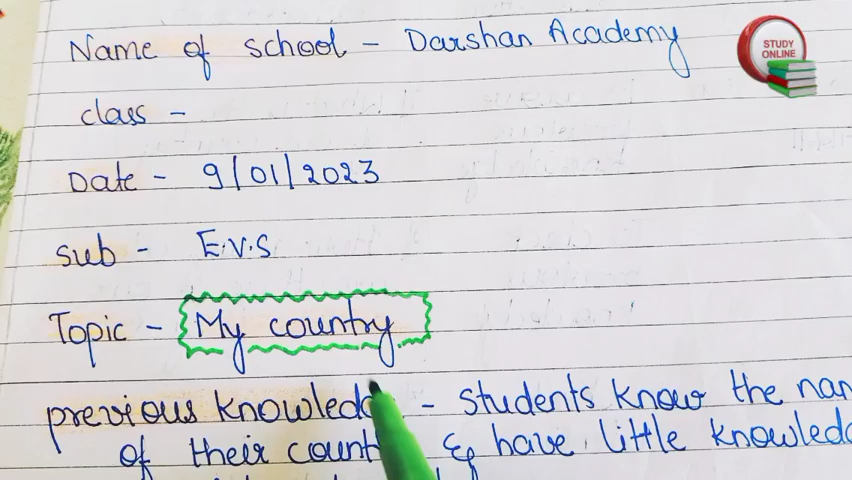 Name of school - Darshan Academy
STUDY
ONLINE
class -
Date - 9/01/2023
sub - E.V.S
Topic - My country
previous knowled - students know the nam
of their count & have little knowled